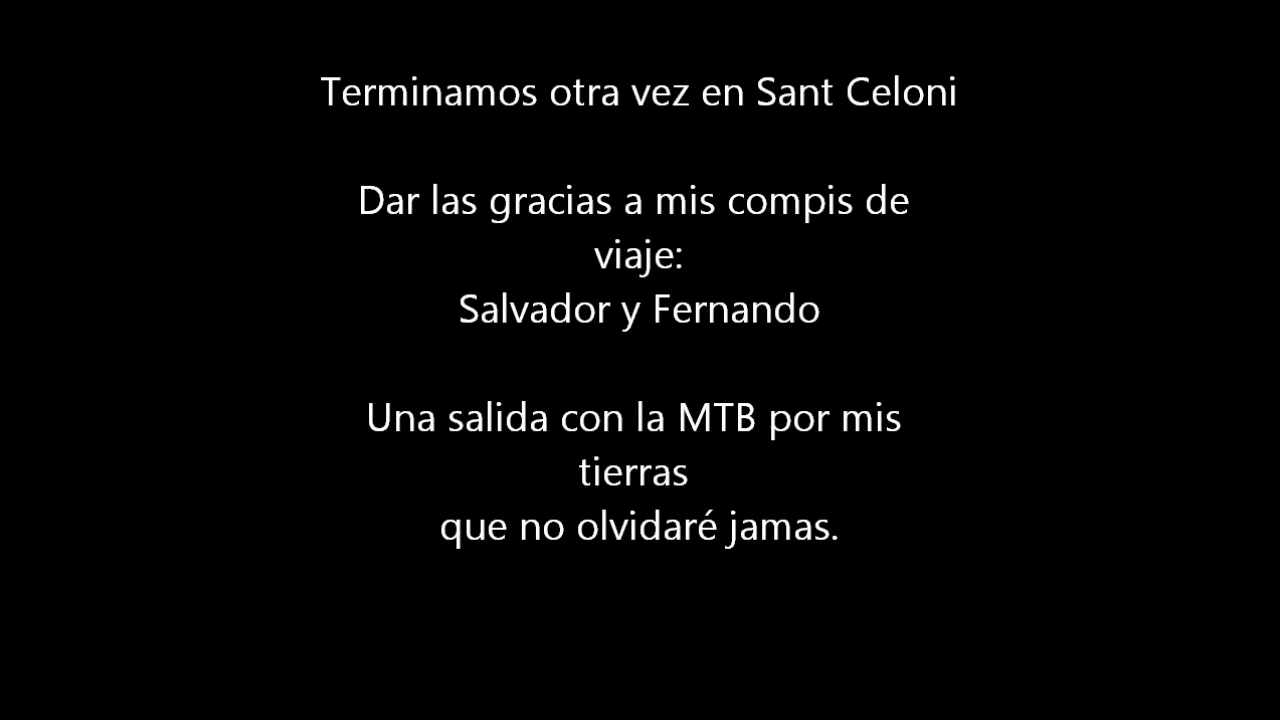 Terminamos otra vez en Sant Celoni
Dar las gracias a mis compis de
viaje:
Salvador y Fernando
Una salida con la MTB por mis
tierras
que no olvidaré jamas.